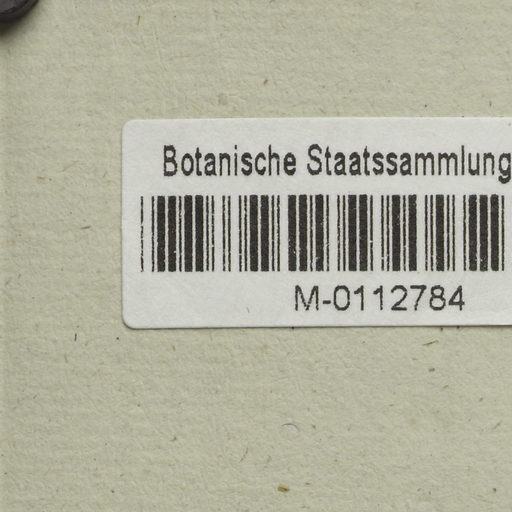 Botanische Staatssammlung
M-0112784